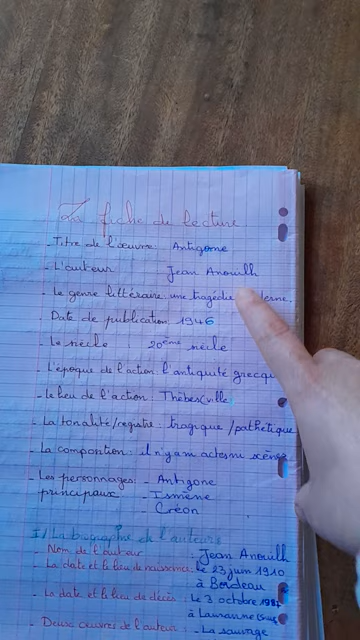 La fiche de lecture
- Titre de l'œuvre: Antigone
- L'auteur Jean Anouilh
- Le genre littéraire: une tragédie
- Date de publication: 1946
- Le siècle: 20ème siècle
- L'époque de l'action: l'antiquité grecque
- Le lieu de l'action: Thèbes (ville)
- La tonalité/registre: tragique/pathétique
- La composition: il n'y a ni actes ni scènes
- Les personnages: - Antigone
principaux - Ismène
- Créon
I/ La biographie de l'auteur:
- Nom de l'auteur : Jean Anouilh
- La date et le lieu de naissance: le 23 juin 1910
à Bordeau
- La date et le lieu de décès: le 3 octobre
à Lausanne
- Deux œuvres de l'auteur: - La sauvage